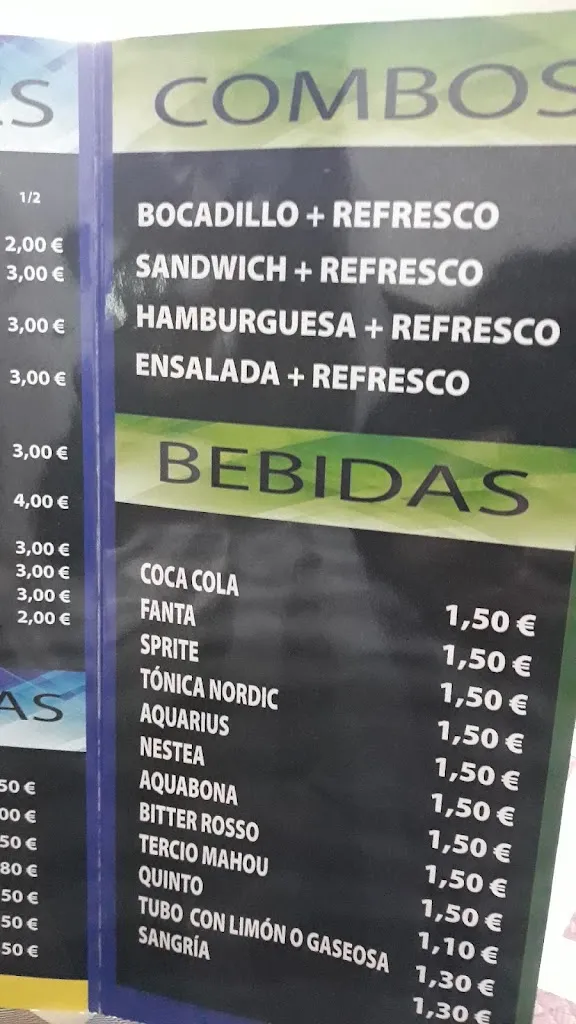 ES
1/2
2,00 €
3,00 €
3,00 €
3,00 €
3,00 €
4,00 €
3,00 €
3,00 €
3,00 €
2,00 €
AS
50 €
00 €
50 €
80 €
50 €
50 €
50 €
COMBOS
BOCADILLO + REFRESCO
SANDWICH + REFRESCO
HAMBURGUESA + REFRESCO
ENSALADA + REFRESCO
BEBIDAS
COCA COLA 1,50 €
FANTA 1,50 €
SPRITE 1,50 €
TÓNICA NORDIC 1,50 €
AQUARIUS 1,50 €
NESTEA 1,50 €
AQUABONA 1,50 €
BITTER ROSSO 1,50 €
TERCIO MAHOU 1,50 €
QUINTO 1,10 €
TUBO CON LIMÓN O GASEOSA 1,30 €
SANGRÍA 1,30 €